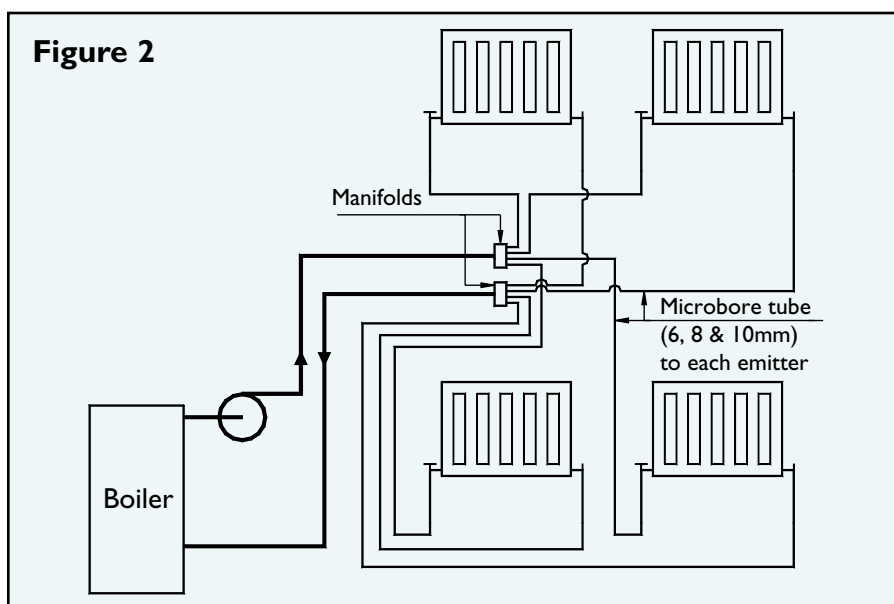 Figure 2
Manifolds
Microbore tube
(6, 8 & 10mm)
to each emitter
Boiler